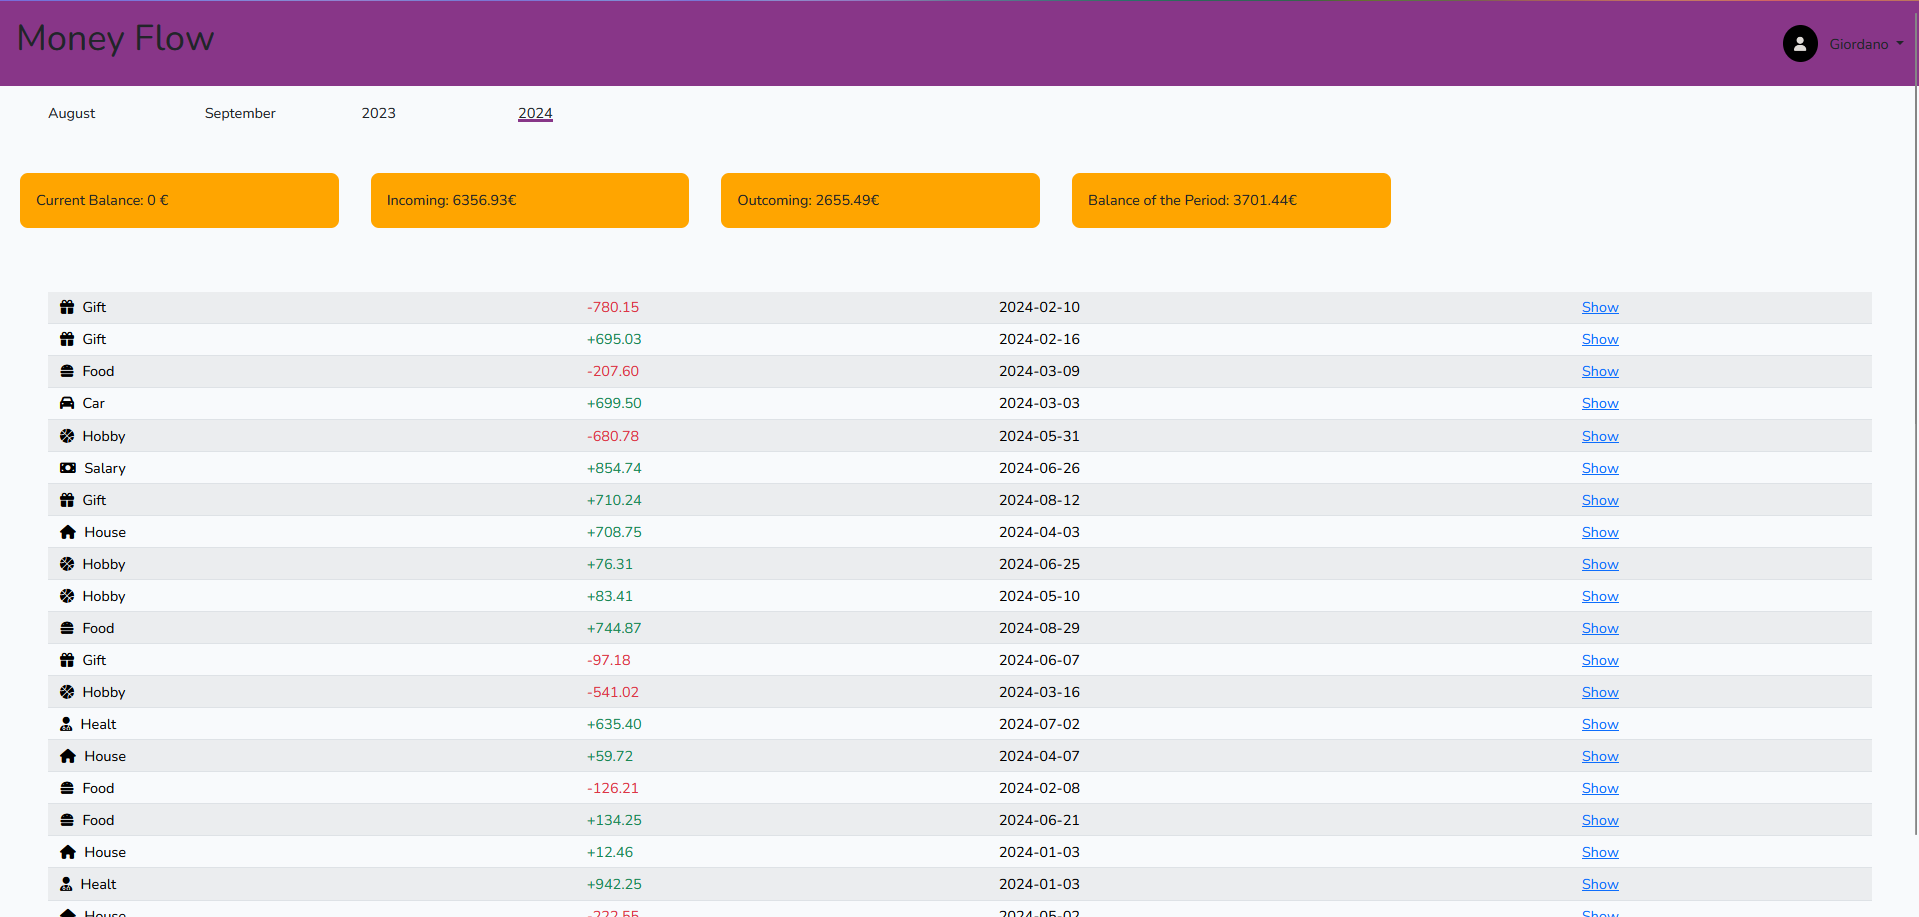 Money Flow
Giordano
August September 2023 2024
Current Balance: 0 € Incoming: 6356.93€ Outcoming: 2655.49€ Balance of the Period: 3701.44€
Gift -780.15 2024-02-10 Show
Gift +695.03 2024-02-16 Show
Food -207.60 2024-03-09 Show
Car +699.50 2024-03-03 Show
Hobby -680.78 2024-05-31 Show
Salary +854.74 2024-06-26 Show
Gift +710.24 2024-08-12 Show
House +708.75 2024-04-03 Show
Hobby +76.31 2024-06-25 Show
Hobby +83.41 2024-05-10 Show
Food +744.87 2024-08-29 Show
Gift -97.18 2024-06-07 Show
Hobby -541.02 2024-03-16 Show
Healt +635.40 2024-07-02 Show
House +59.72 2024-04-07 Show
Food -126.21 2024-02-08 Show
Food +134.25 2024-06-21 Show
House +12.46 2024-01-03 Show
Healt +942.25 2024-01-03 Show
House -222.55 2024-05-02 Show